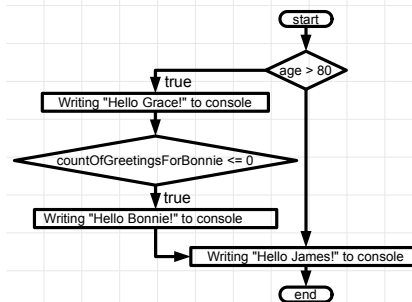 start
age > 80
true
Writing "Hello Grace!" to console
countOfGreetingsForBonnie <= 0
true
Writing "Hello Bonnie!" to console
Writing "Hello James!" to console
end